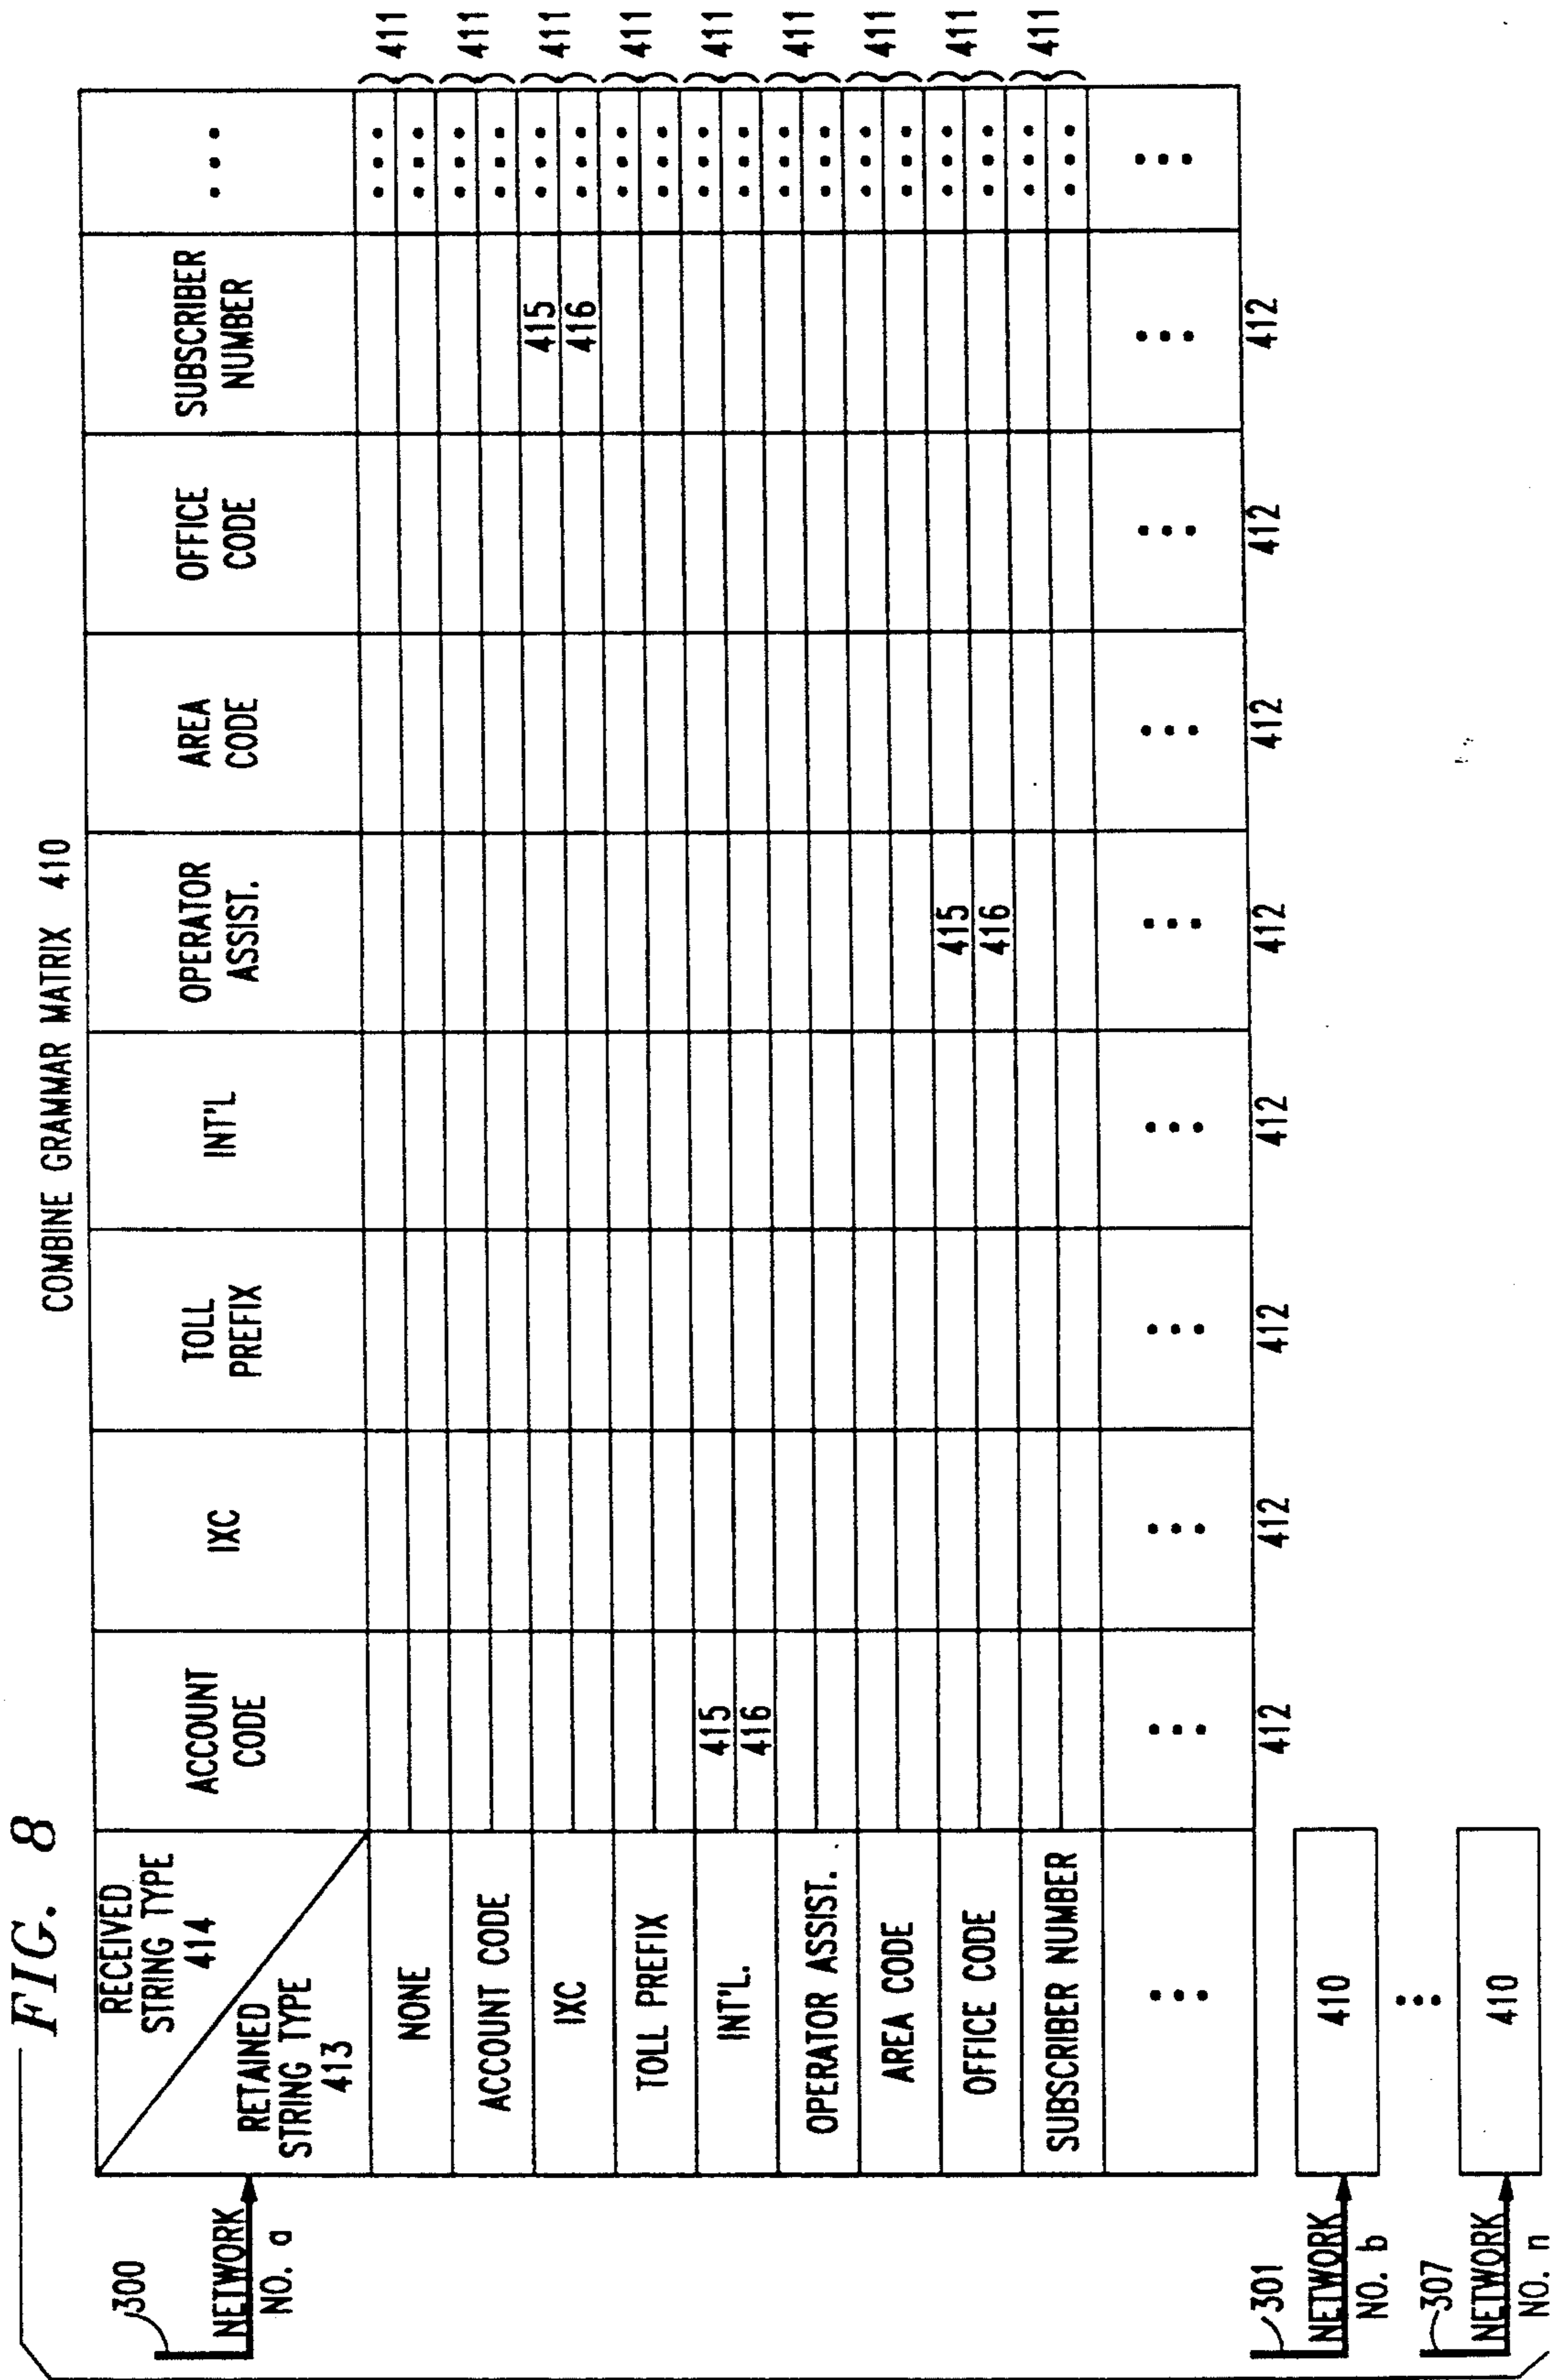 FIG. 8
COMBINE GRAMMAR MATRIX 410
300
NETWORK
NO. a
RECEIVED
STRING TYPE
414
RETAINED
STRING TYPE
413
ACCOUNT
CODE
IXC
TOLL
PREFIX
INT'L
OPERATOR
ASSIST.
AREA
CODE
OFFICE
CODE
SUBSCRIBER
NUMBER
...
NONE
... 411
...
ACCOUNT CODE
... 411
...
IXC
415 ... 411
416 ...
TOLL PREFIX
... 411
...
INT'L.
415 ... 411
416 ...
OPERATOR ASSIST.
... 411
...
AREA CODE
... 411
...
OFFICE CODE
415 ... 411
416 ...
SUBSCRIBER NUMBER
... 411
...
... ... ... ... ... ... ... ... ... ...
412 412 412 412 412 412 412 412
301
NETWORK
NO. b
410
...
307
NETWORK
NO. n
410